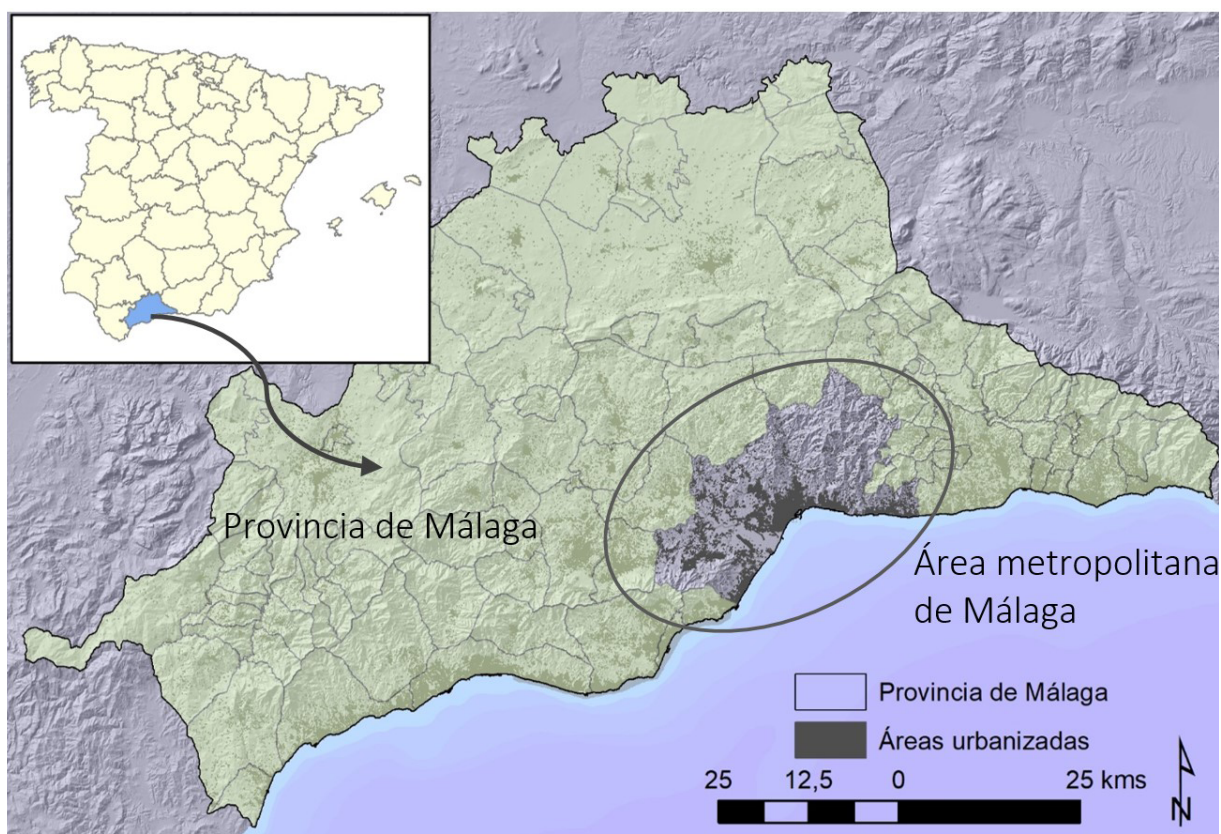 Provincia de Málaga
Área metropolitana
de Málaga
Provincia de Málaga
Áreas urbanizadas
25 12,5 0 25 kms
N